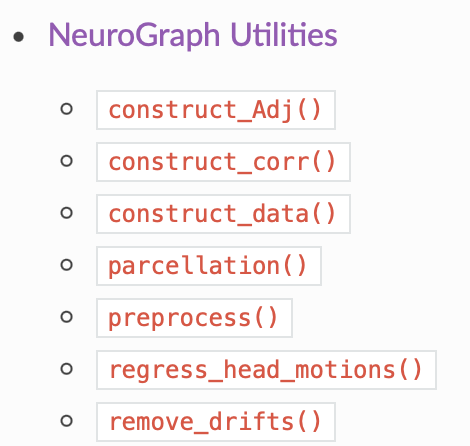 NeuroGraph Utilities
construct_Adj()
construct_corr()
construct_data()
parcellation()
preprocess()
regress_head_motions()
remove_drifts()